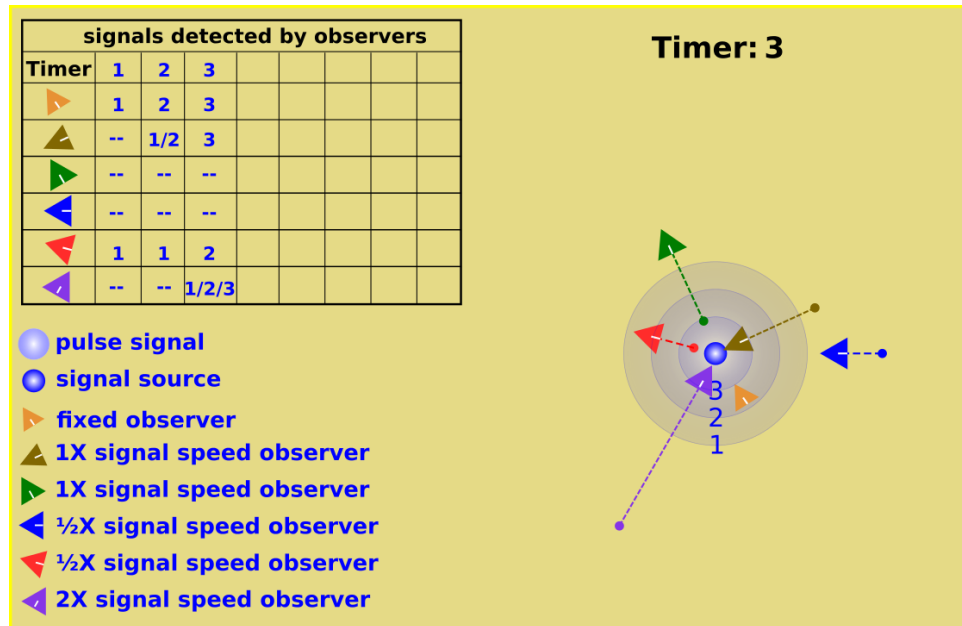 signals detected by observers
Timer 1 2 3
1 2 3
-- 1/2 3
-- -- --
-- -- --
1 1 2
-- -- 1/2/3
Timer: 3
pulse signal
signal source
fixed observer
1X signal speed observer
1X signal speed observer
½X signal speed observer
½X signal speed observer
2X signal speed observer
3
2
1